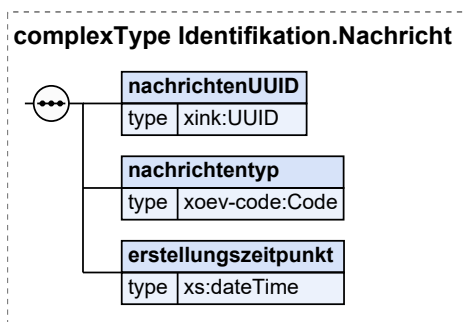 complexType Identifikation.Nachricht
nachrichtenUUID
type xink:UUID
nachrichtentyp
type xoev-code:Code
erstellungszeitpunkt
type xs:dateTime